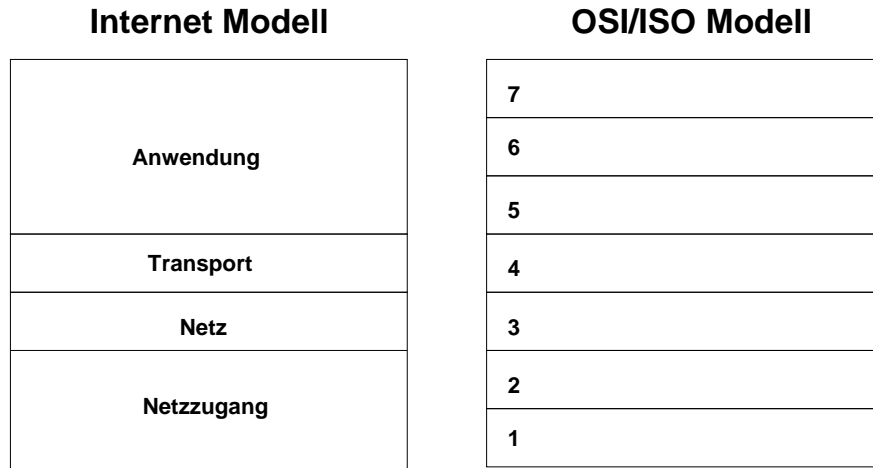 Internet Modell
OSI/ISO Modell
Anwendung
Transport
Netz
Netzzugang
7
6
5
4
3
2
1